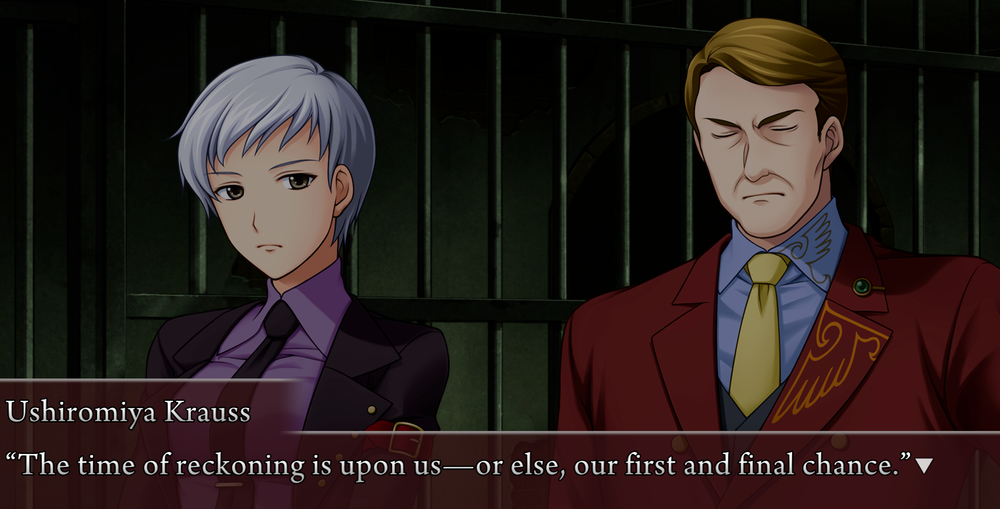 Ushiromiya Krauss
“The time of reckoning is upon us—or else, our first and final chance.”